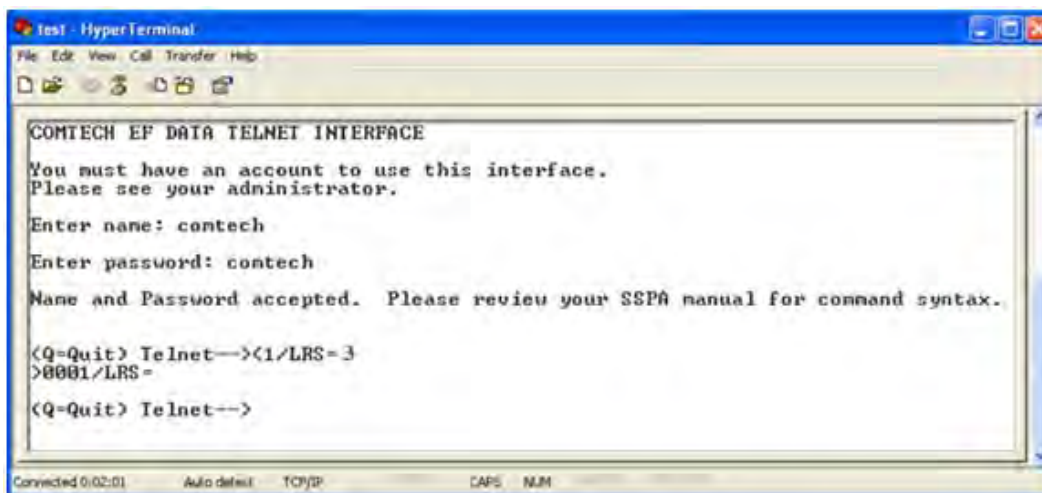 test - HyperTerminal
File Edit View Call Transfer Help
COMTECH EF DATA TELNET INTERFACE
You must have an account to use this interface.
Please see your administrator.
Enter name: comtech
Enter password: comtech
Name and Password accepted.  Please review your SSPA manual for command syntax.
(Q=Quit) Telnet--><1/LRS=3
>0001/LRS=
(Q=Quit) Telnet-->
Connected 0:02:01 Auto detect TCP/IP CAPS NUM